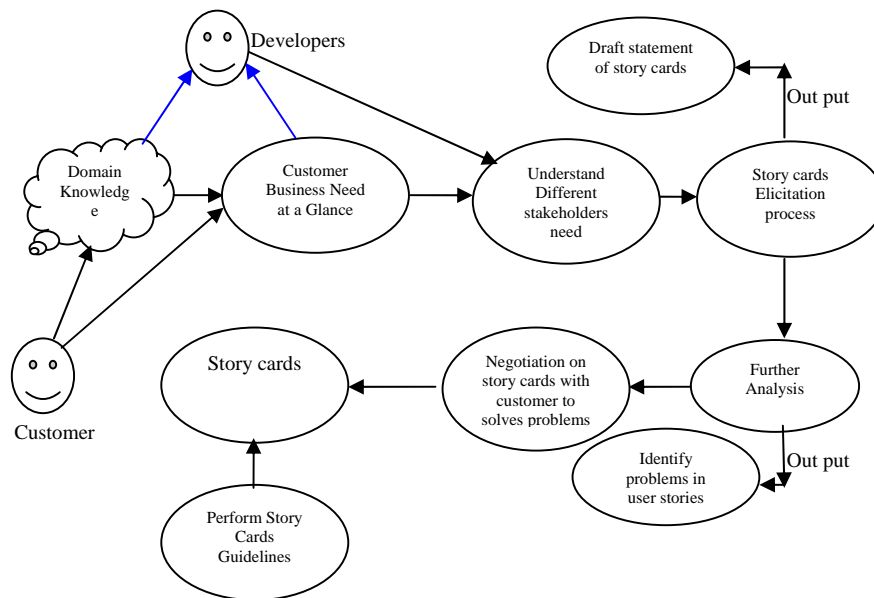 Developers
Draft statement
of story cards
Out put
Domain
Knowledg
e
Customer
Business Need
at a Glance
Understand
Different
stakeholders
need
Story cards
Elicitation
process
Customer
Story cards
Negotiation on
story cards with
customer to
solves problems
Further
Analysis
Identify
problems in
user stories
Out put
Perform Story
Cards
Guidelines